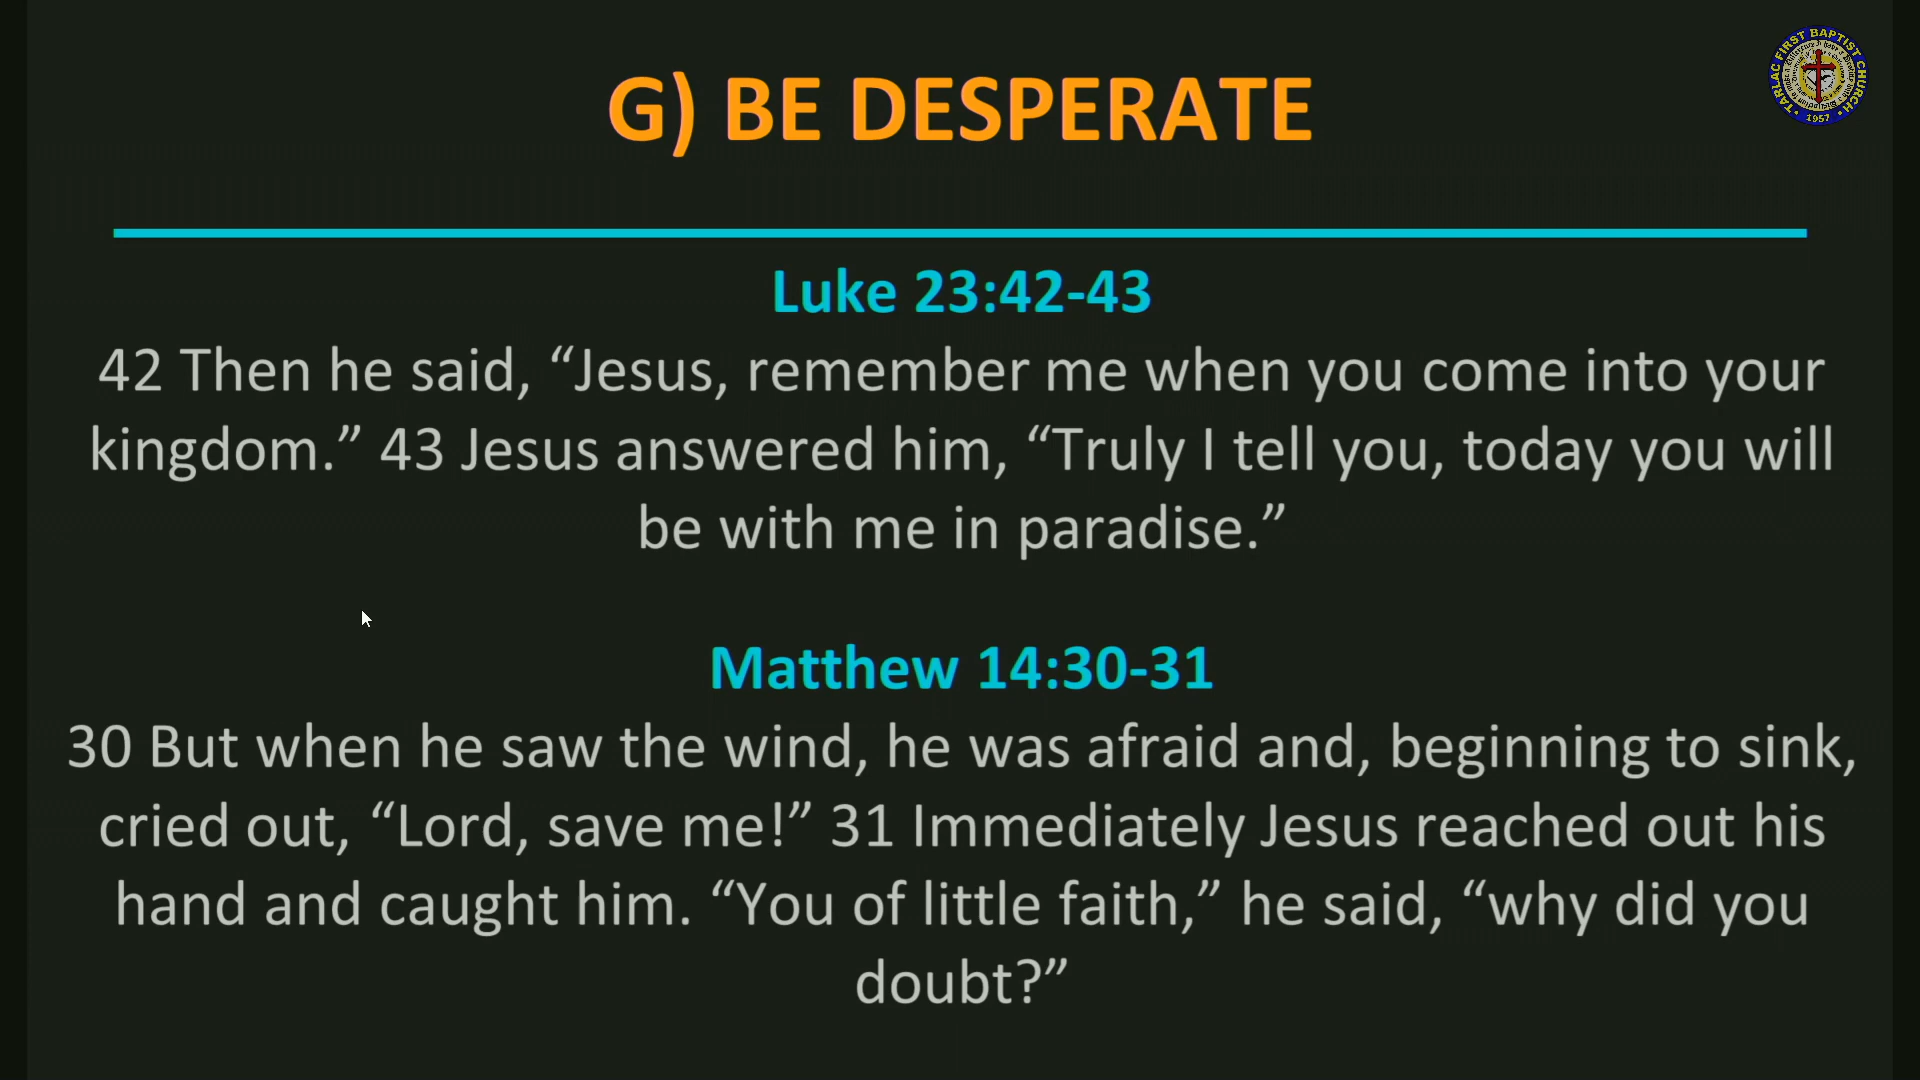 G) BE DESPERATE
TARLAC FIRST BAPTIST CHURCH
1957
Luke 23:42-43
42 Then he said, “Jesus, remember me when you come into your
kingdom.” 43 Jesus answered him, “Truly I tell you, today you will
be with me in paradise.”
Matthew 14:30-31
30 But when he saw the wind, he was afraid and, beginning to sink,
cried out, “Lord, save me!” 31 Immediately Jesus reached out his
hand and caught him. “You of little faith,” he said, “why did you
doubt?”